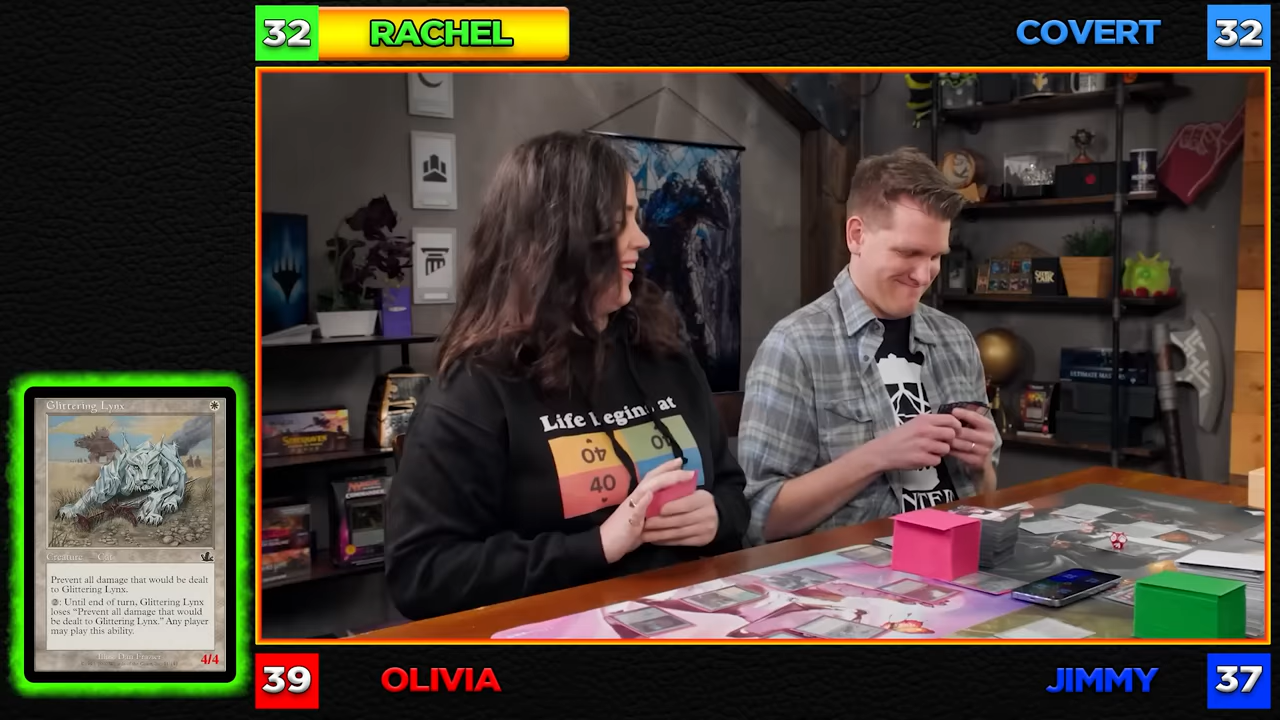 32
RACHEL
COVERT
32
Life Begins at
40
40
40
Glittering Lynx
Creature — Cat
Prevent all damage that would be dealt
to Glittering Lynx.
: Until end of turn, Glittering Lynx
loses "Prevent all damage that would
be dealt to Glittering Lynx." Any player
may play this ability.
4/4
39
OLIVIA
JIMMY
37